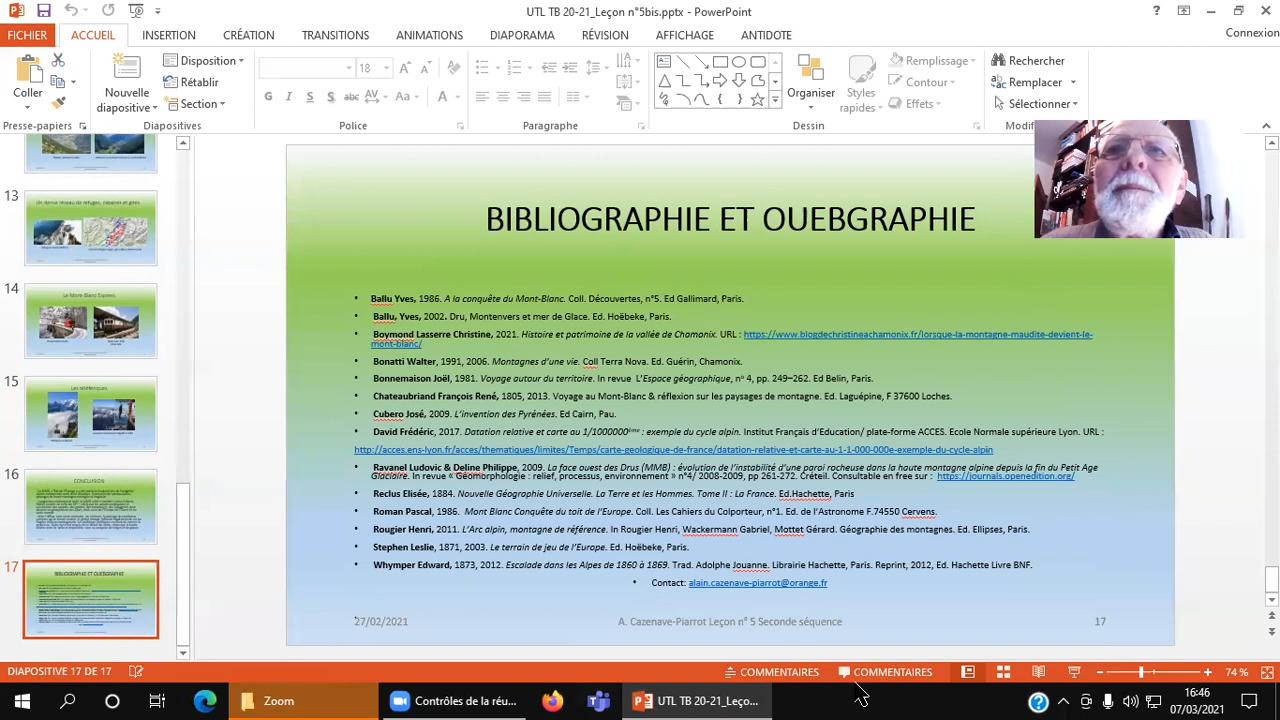 UTL TB 20-21_Leçon n°5bis.pptx - PowerPoint
FICHIER ACCUEIL INSERTION CRÉATION TRANSITIONS ANIMATIONS DIAPORAMA RÉVISION AFFICHAGE ANTIDOTE Connexion
Coller
Nouvelle diapositive
Disposition
Rétablir
Section
18
Organiser
Styles rapides
Remplissage
Contour
Effets
Rechercher
Remplacer
Sélectionner
Presse-papiers Diapositives Police Paragraphe Dessin
13
Un dense réseau de refuges, cabanes et gîtes
14
Le Mont-Blanc Express
15
Les téléfériques
16
CONCLUSION
17
BIBLIOGRAPHIE ET OUEBGRAPHIE
BIBLIOGRAPHIE ET OUEBGRAPHIE
• Ballu Yves, 1986. A la conquête du Mont-Blanc. Coll. Découvertes, n°5. Ed Gallimard, Paris.
• Ballu, Yves, 2002. Dru, Montenvers et mer de Glace. Ed. Hoëbeke, Paris.
• Boymond Lasserre Christine, 2021. Histoire et patrimoine de la vallée de Chamonix. URL : https://www.blogdechristineachamonix.fr/lorsque-la-montagne-maudite-devient-le-
mont-blanc/
• Bonatti Walter, 1991, 2006. Montagnes d'une vie. Coll Terra Nova. Ed. Guérin, Chamonix.
• Bonnemaison Joël, 1981. Voyage autour du territoire. In revue L'Espace géographique, n° 4, pp. 249–262. Ed Belin, Paris.
• Chateaubriand François René, 1805, 2013. Voyage au Mont-Blanc & réflexion sur les paysages de montagne. Ed. Laguépine, F 37600 Loches.
• Cubero José, 2009. L'invention des Pyrénées. Ed Cairn, Pau.
• David Frédéric, 2017. Datation relative et carte au 1/1000000ème : exemple du cycle alpin. Institut Français d'Education/ plate-forme ACCES. Ecole Normale supérieure Lyon. URL :
http://acces.ens-lyon.fr/acces/thematiques/limites/Temps/carte-geologique-de-france/datation-relative-et-carte-au-1-1-000-000e-exemple-du-cycle-alpin
• Ravanel Ludovic & Deline Philippe, 2009. La face ouest des Drus (MMB) : évolution de l'instabilité d'une paroi rocheuse dans la haute montagne alpine depuis la fin du Petit Age
Glaciaire. In revue « Géomorphologie : relief, processus, environnement » n°4/ 2008-2009, pp 261-272. Créteil. Consultable en free sur : https://journals.openedition.org/
• Reclus Elisée, 1884. Nouvelle Géographie Universelle. La Terre et les Hommes. Tome II : La France. Ed.Hachette, Paris
• Roman Pascal, 1986. Mont Blanc Conquête du toit de l'Europe. Coll. Les Cahiers du Colporteur 1. Ed. de l'Astronome F.74550 Cervens.
• Rougier Henri, 2011. L'Arc alpin, montagne de référence. In Rougier Henri, Wackermann Gabriel, Mottet Gérard. Géographie des montagnes. Ed. Ellipses, Paris.
• Stephen Leslie, 1871, 2003. Le terrain de jeu de l'Europe. Ed. Hoëbeke, Paris.
• Whymper Edward, 1873, 2012. Escalade dans les Alpes de 1860 à 1869. Trad. Adolphe Jouanne. Librairie Hachette, Paris. Reprint, 2012, Ed. Hachette Livre BNF.
• Contact: alain.cazenave-piarrot@orange.fr
27/02/2021 A. Cazenave-Piarrot Leçon n° 5 Seconde séquence 17
DIAPOSITIVE 17 DE 17 COMMENTAIRES COMMENTAIRES 74 %
Zoom Contrôles de la réu... UTL TB 20-21_Leço... 16:46
07/03/2021